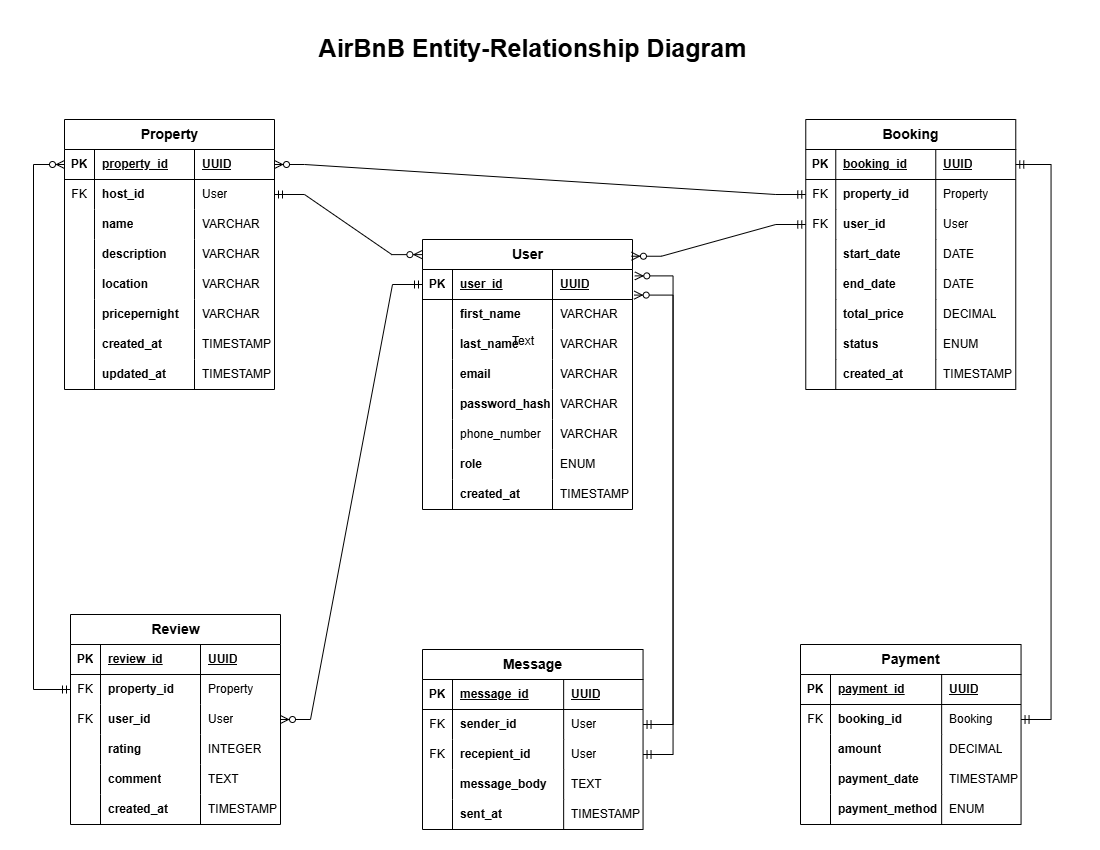 AirBnB Entity-Relationship Diagram
Property
PK property_id UUID
FK host_id User
name VARCHAR
description VARCHAR
location VARCHAR
pricepernight VARCHAR
created_at TIMESTAMP
updated_at TIMESTAMP
User
PK user_id UUID
first_name VARCHAR
last_name VARCHAR
Text
email VARCHAR
password_hash VARCHAR
phone_number VARCHAR
role ENUM
created_at TIMESTAMP
Booking
PK booking_id UUID
FK property_id Property
FK user_id User
start_date DATE
end_date DATE
total_price DECIMAL
status ENUM
created_at TIMESTAMP
Review
PK review_id UUID
FK property_id Property
FK user_id User
rating INTEGER
comment TEXT
created_at TIMESTAMP
Message
PK message_id UUID
FK sender_id User
FK recepient_id User
message_body TEXT
sent_at TIMESTAMP
Payment
PK payment_id UUID
FK booking_id Booking
amount DECIMAL
payment_date TIMESTAMP
payment_method ENUM